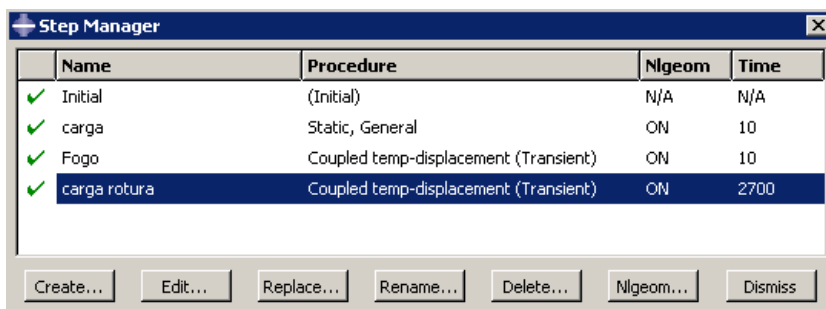 Step Manager
Name Procedure Nlgeom Time
Initial (Initial) N/A N/A
carga Static, General ON 10
Fogo Coupled temp-displacement (Transient) ON 10
carga rotura Coupled temp-displacement (Transient) ON 2700
Create... Edit... Replace... Rename... Delete... Nlgeom... Dismiss